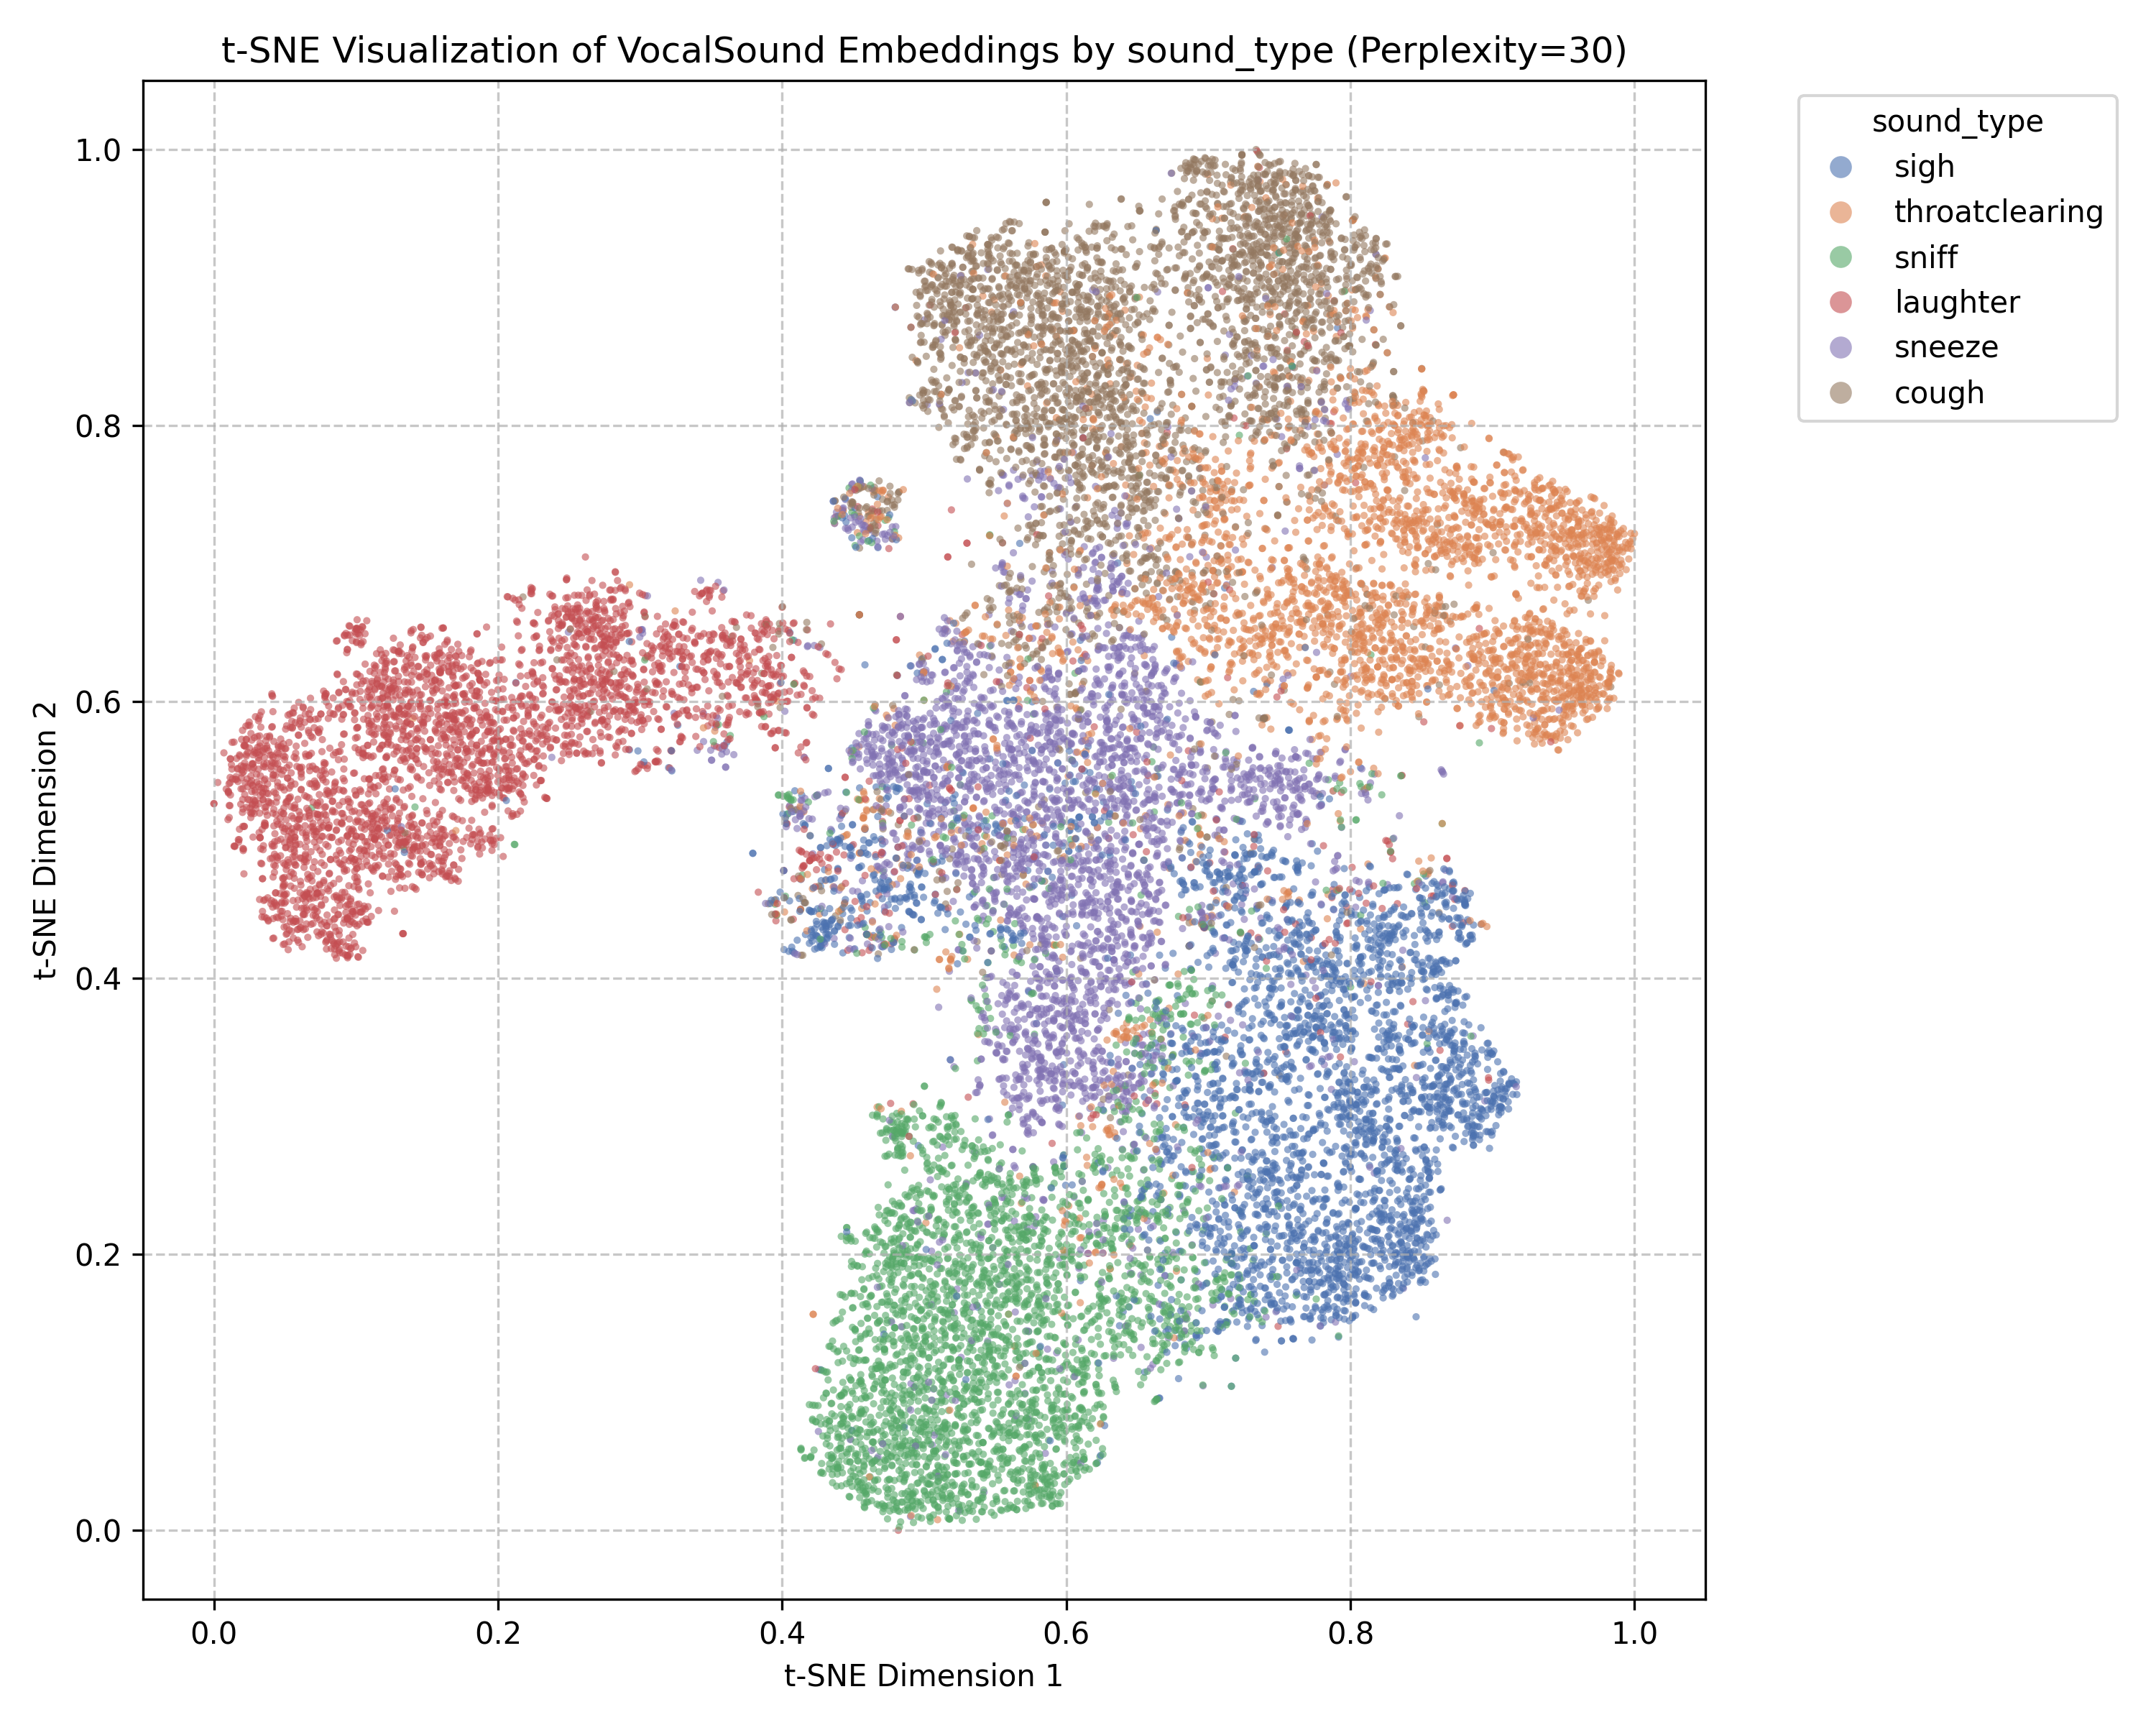 t-SNE Visualization of VocalSound Embeddings by sound_type (Perplexity=30)
sound_type
sigh
throatclearing
sniff
laughter
sneeze
cough
t-SNE Dimension 2
1.0
0.8
0.6
0.4
0.2
0.0
0.0 0.2 0.4 0.6 0.8 1.0
t-SNE Dimension 1